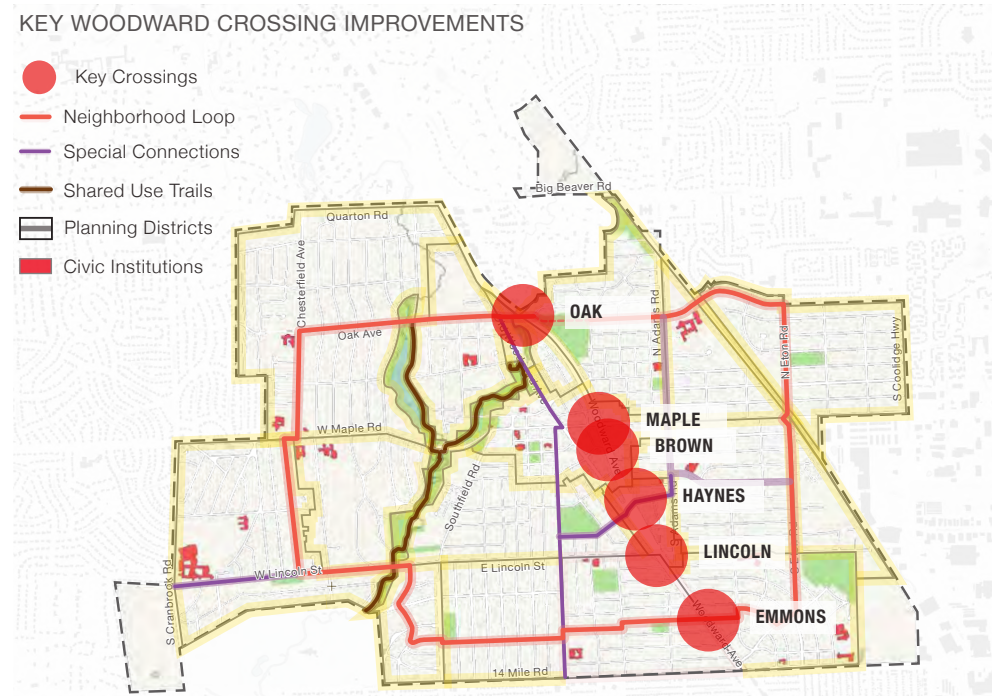 KEY WOODWARD CROSSING IMPROVEMENTS
Key Crossings
Neighborhood Loop
Special Connections
Shared Use Trails
Planning Districts
Civic Institutions
Big Beaver Rd
Quarton Rd
Chesterfield Ave
Oak Ave
OAK
N Adams Rd
N Eton Rd
S Coolidge Hwy
W Maple Rd
MAPLE
Woodward Ave
BROWN
Southfield Rd
HAYNES
LINCOLN
E Lincoln St
W Lincoln St
S Cranbrook Rd
EMMONS
Woodward Ave
14 Mile Rd